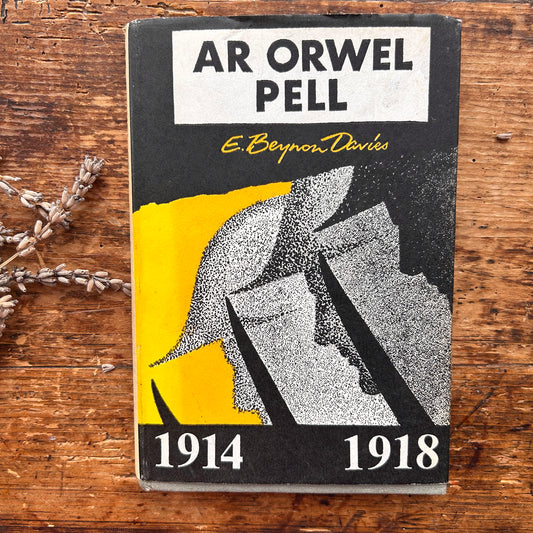 AR ORWEL
PELL
E. Beynon Davies
1914 1918